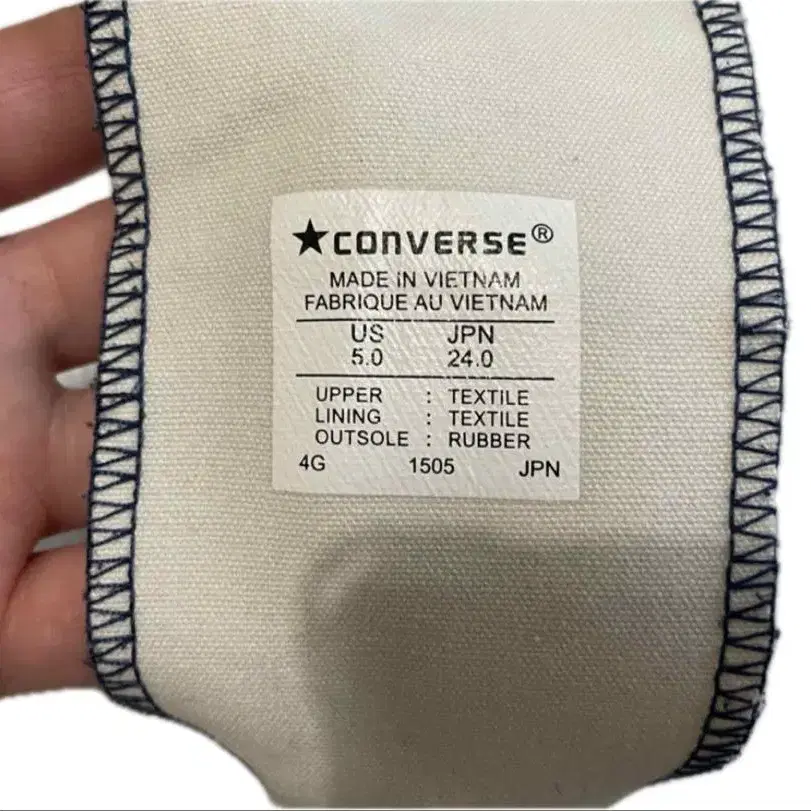 ★CONVERSE®
MADE IN VIETNAM
FABRIQUE AU VIETNAM
US JPN
5.0 24.0
UPPER : TEXTILE
LINING : TEXTILE
OUTSOLE : RUBBER
4G 1505 JPN